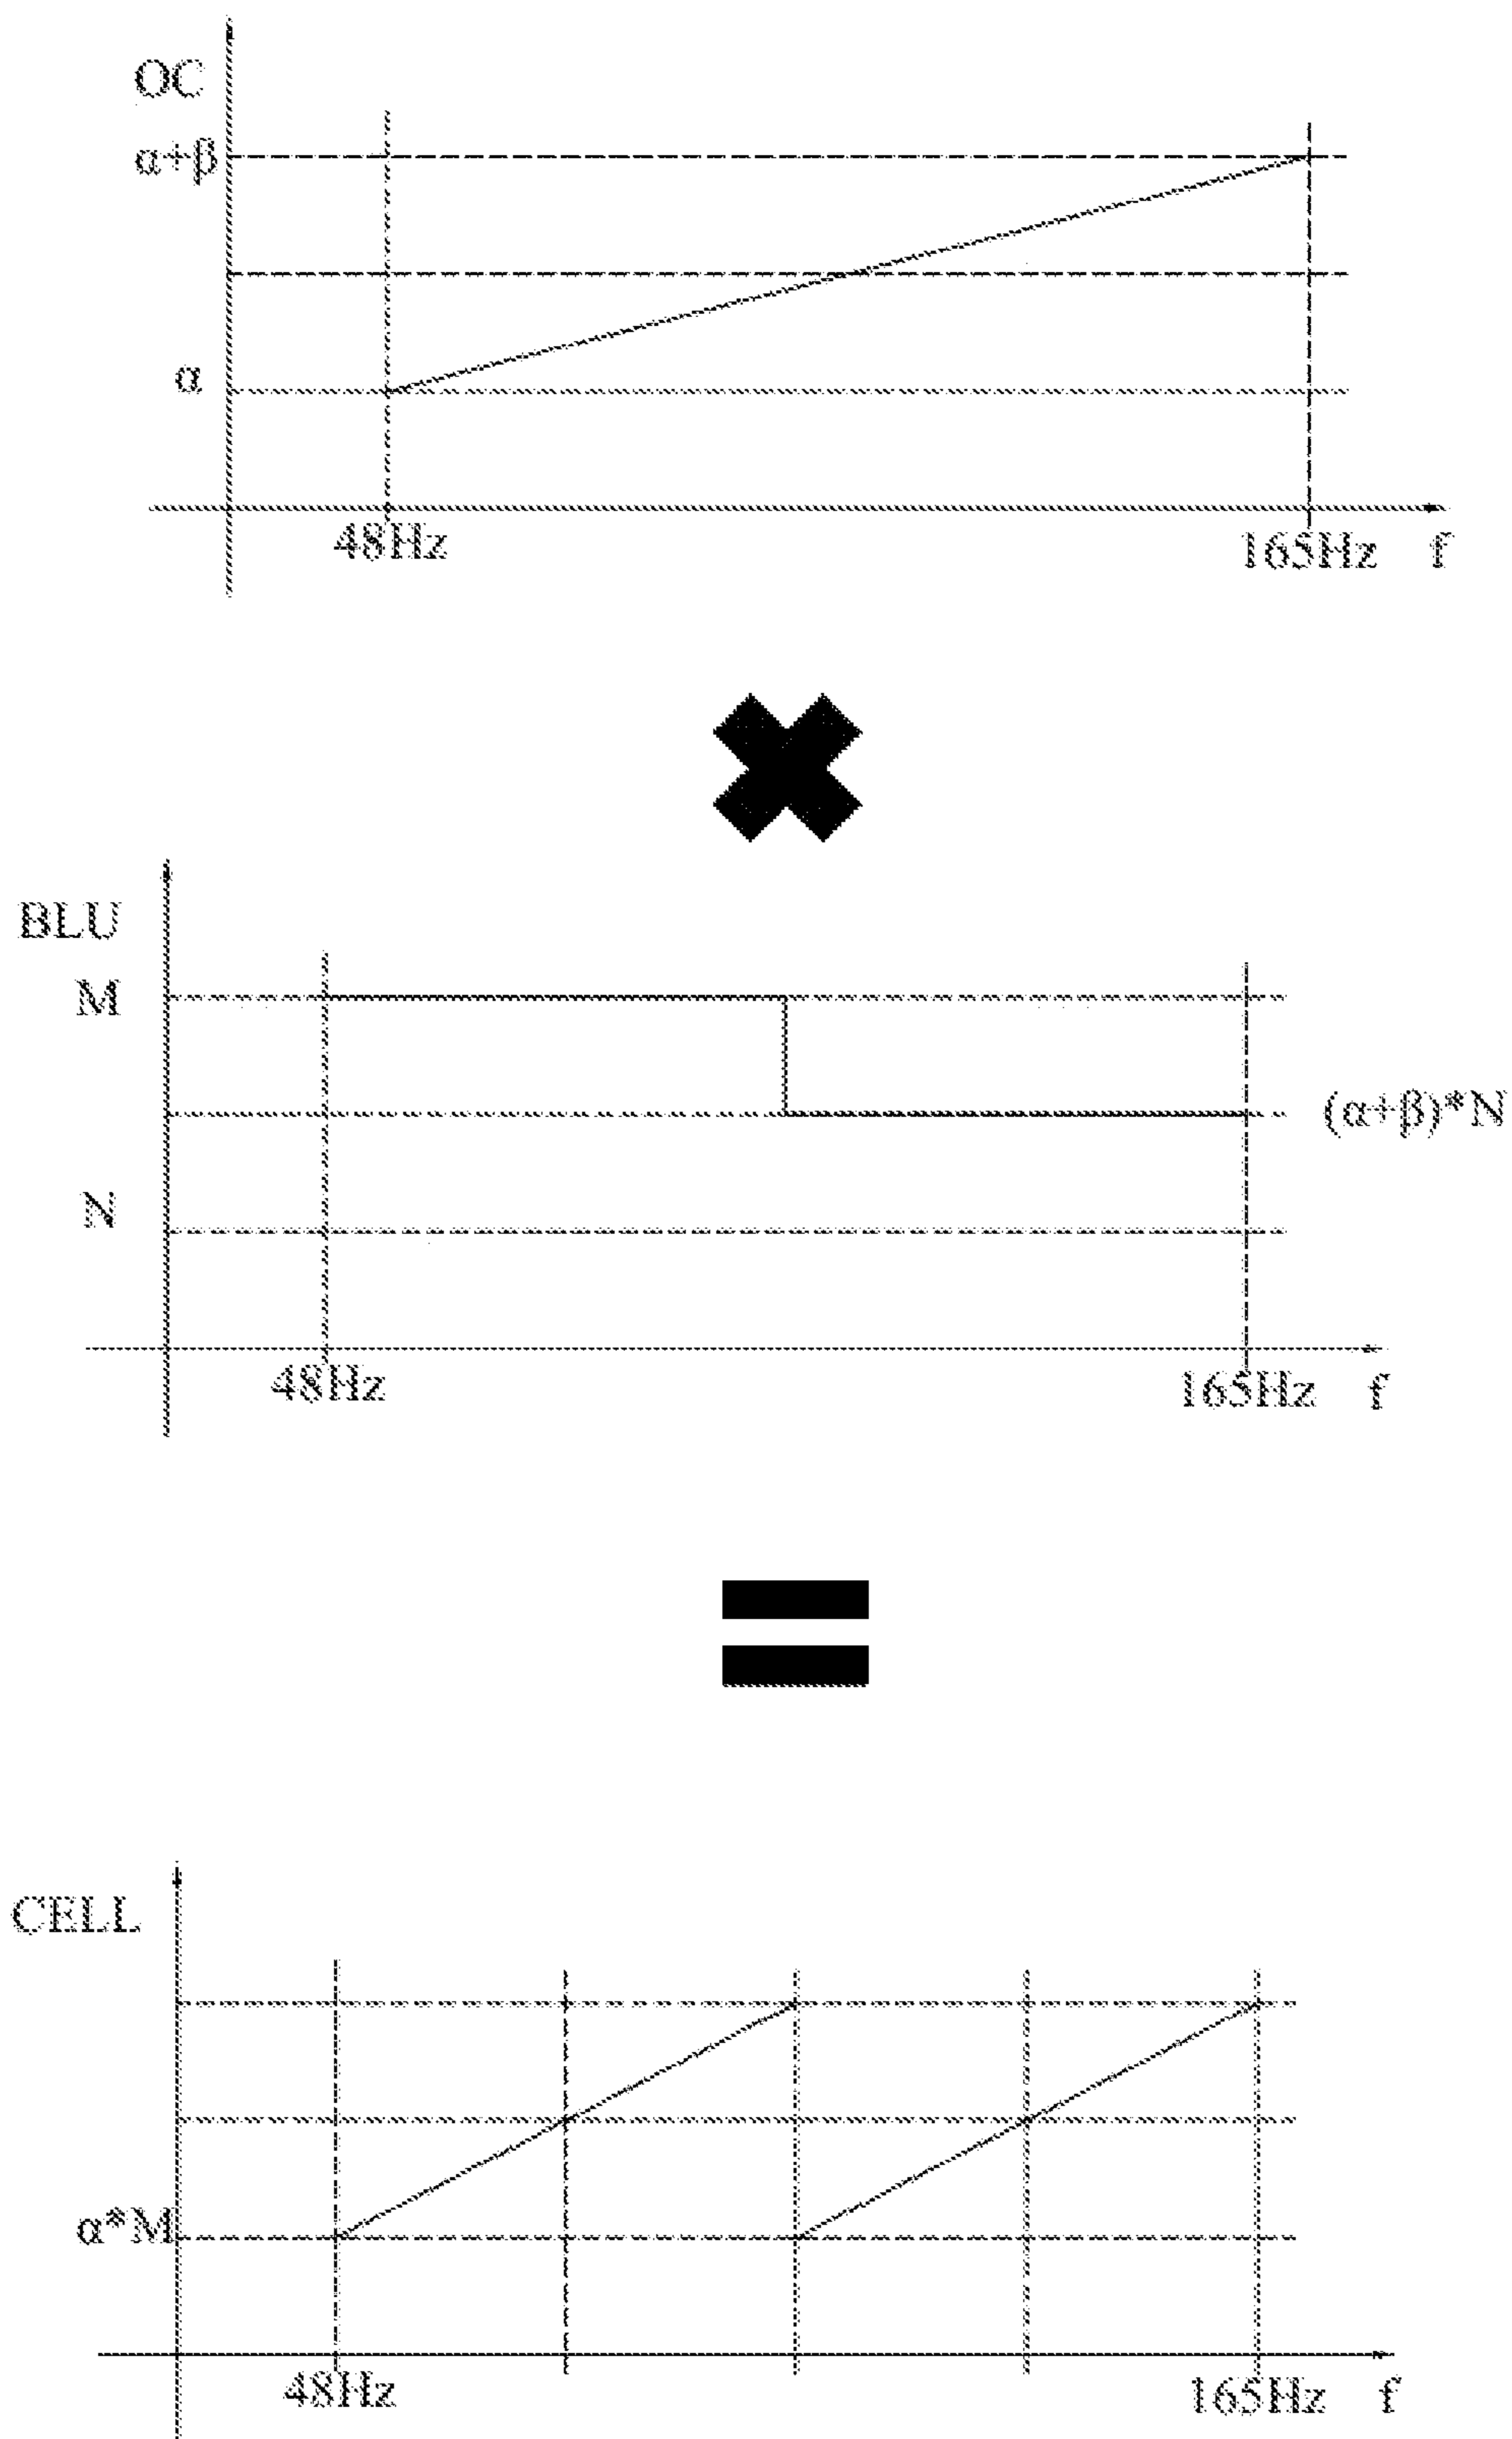 OC
α+β
α
48Hz
165Hz f
BLU
M
(α+β)*N
N
48Hz
165Hz f
CELL
α*M
48Hz
165Hz f